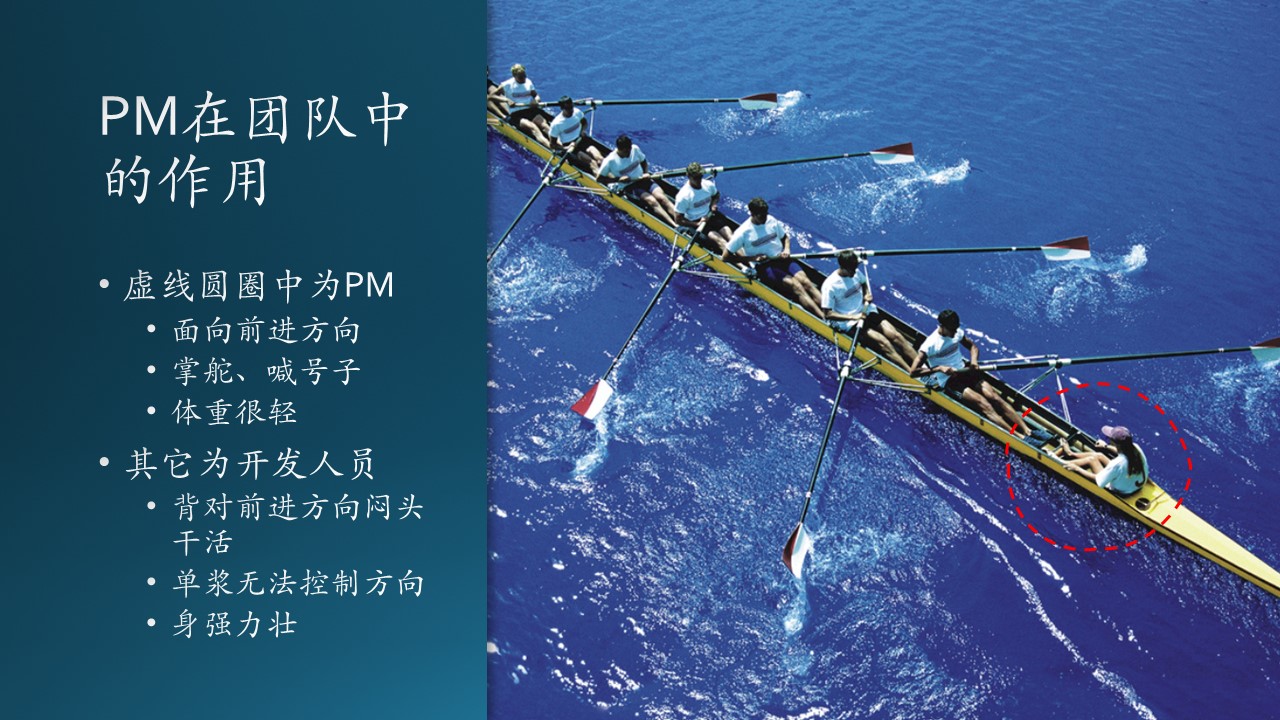 PM在团队中
的作用
• 虚线圆圈中为PM
• 面向前进方向
• 掌舵、喊号子
• 体重很轻
• 其它为开发人员
• 背对前进方向闷头
干活
• 单浆无法控制方向
• 身强力壮